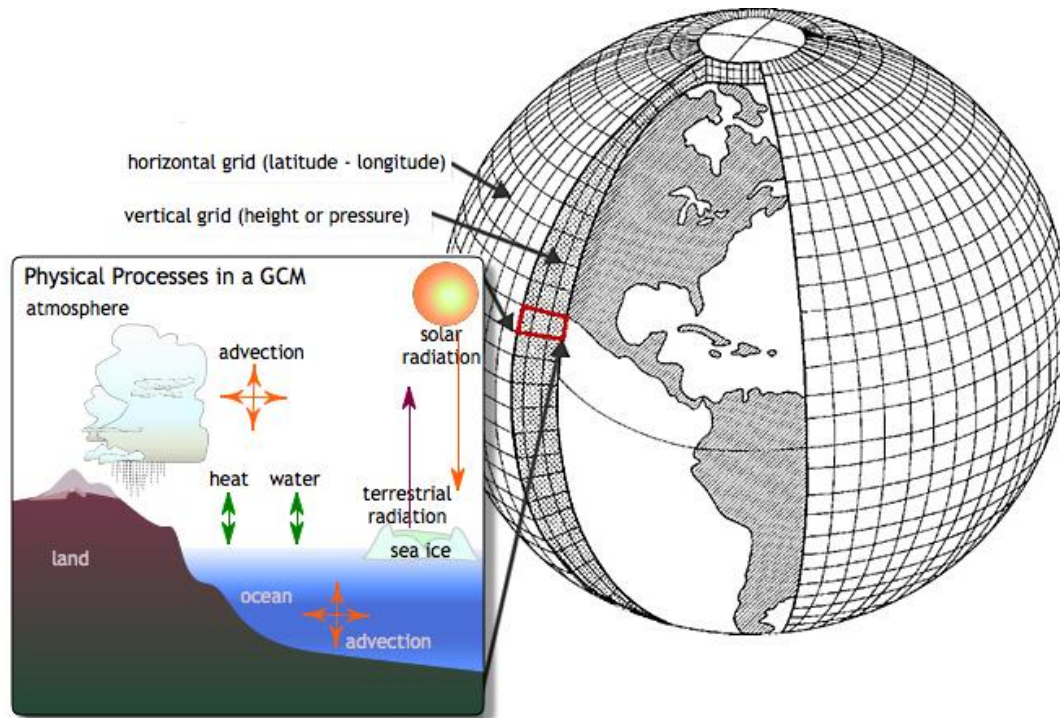 horizontal grid (latitude - longitude)
vertical grid (height or pressure)
Physical Processes in a GCM
atmosphere
advection
solar
radiation
heat
water
terrestrial
radiation
sea ice
land
ocean
advection